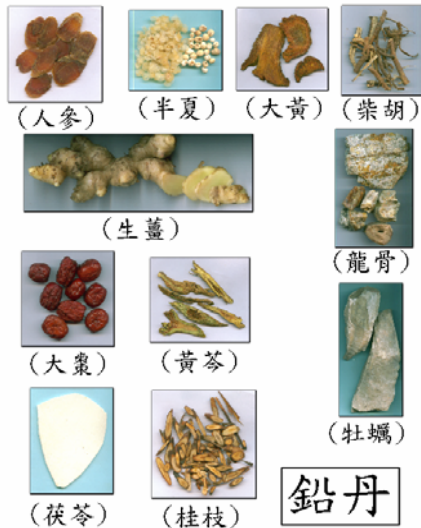 (人參)
(半夏)
(大黃)
(柴胡)
(生薑)
(龍骨)
(大棗)
(黃芩)
(牡蠣)
(茯苓)
(桂枝)
鉛丹